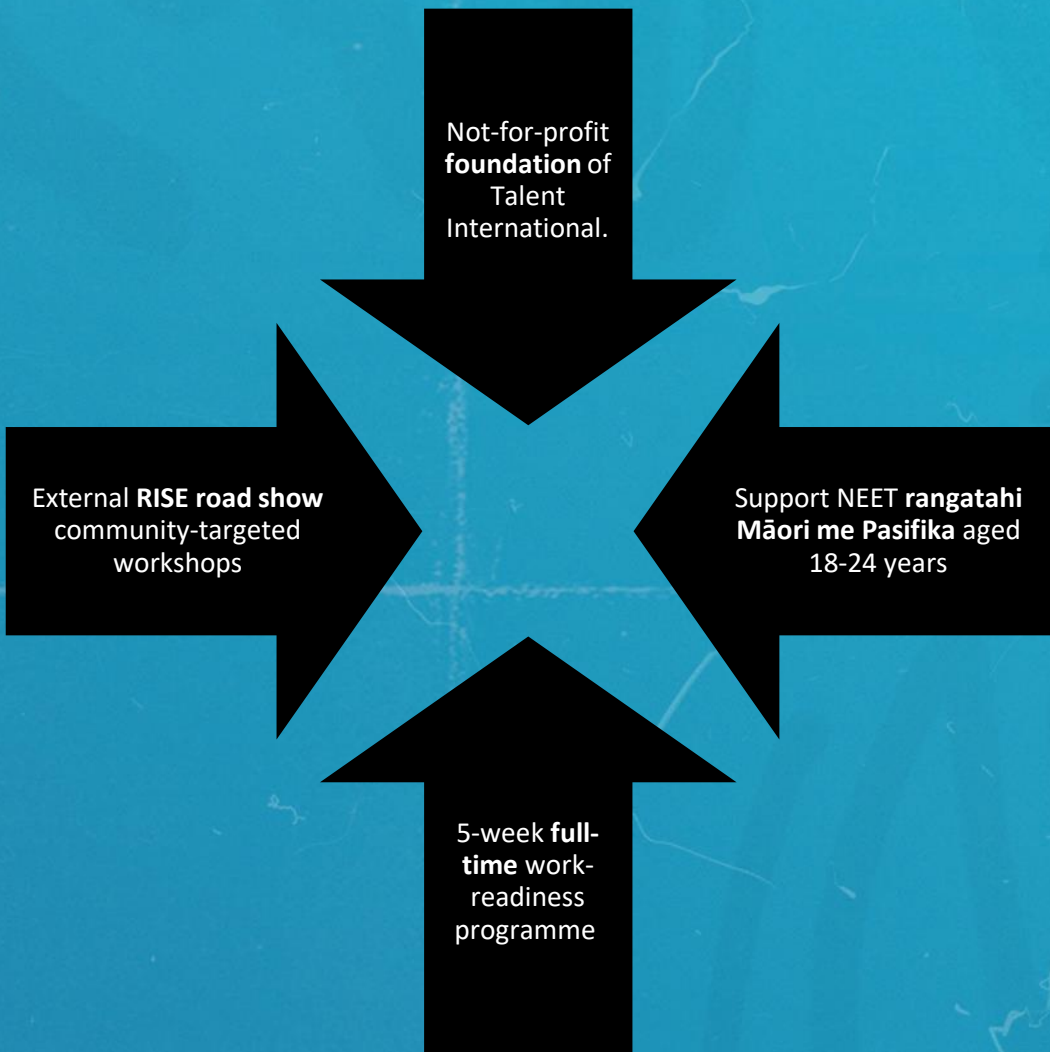 Not-for-profit
foundation of
Talent
International.
External RISE road show
community-targeted
workshops
Support NEET rangatahi
Māori me Pasifika aged
18-24 years
5-week full-
time work-
readiness
programme